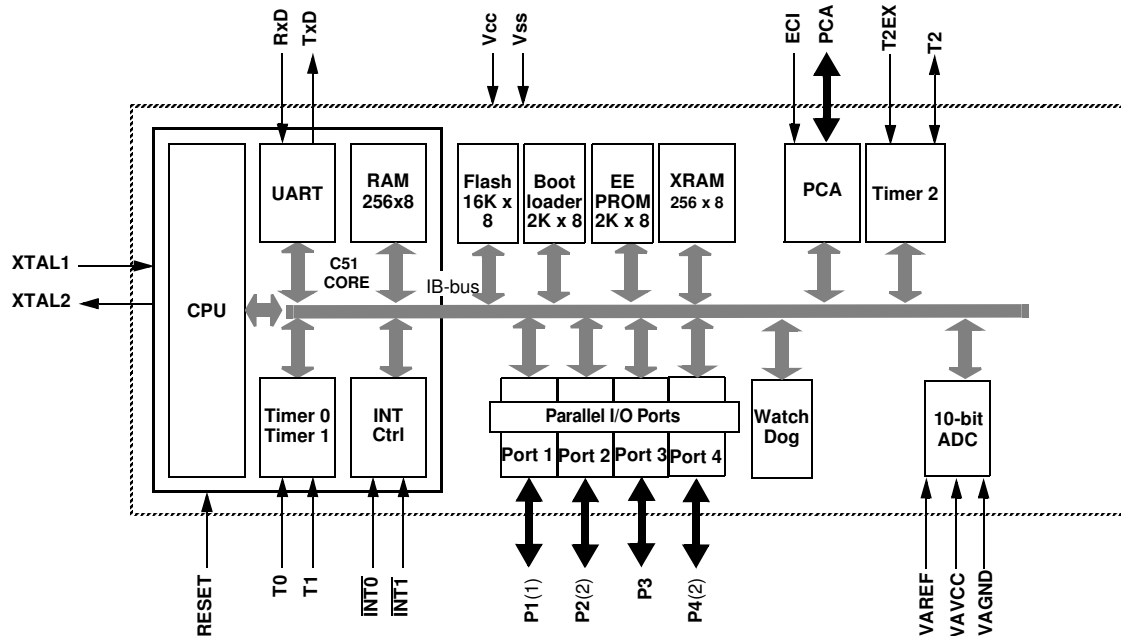 RxD
TxD
Vcc
Vss
ECI
PCA
T2EX
T2
UART
RAM
256x8
Flash
16K x
8
Boot
loader
2K x 8
EE
PROM
2K x 8
XRAM
256 x 8
PCA
Timer 2
XTAL1
XTAL2
CPU
C51
CORE
IB-bus
Timer 0
Timer 1
INT
Ctrl
Parallel I/O Ports
Port 1
Port 2
Port 3
Port 4
Watch
Dog
10-bit
ADC
RESET
T0
T1
INT0
INT1
P1(1)
P2(2)
P3
P4(2)
VAREF
VAVCC
VAGND